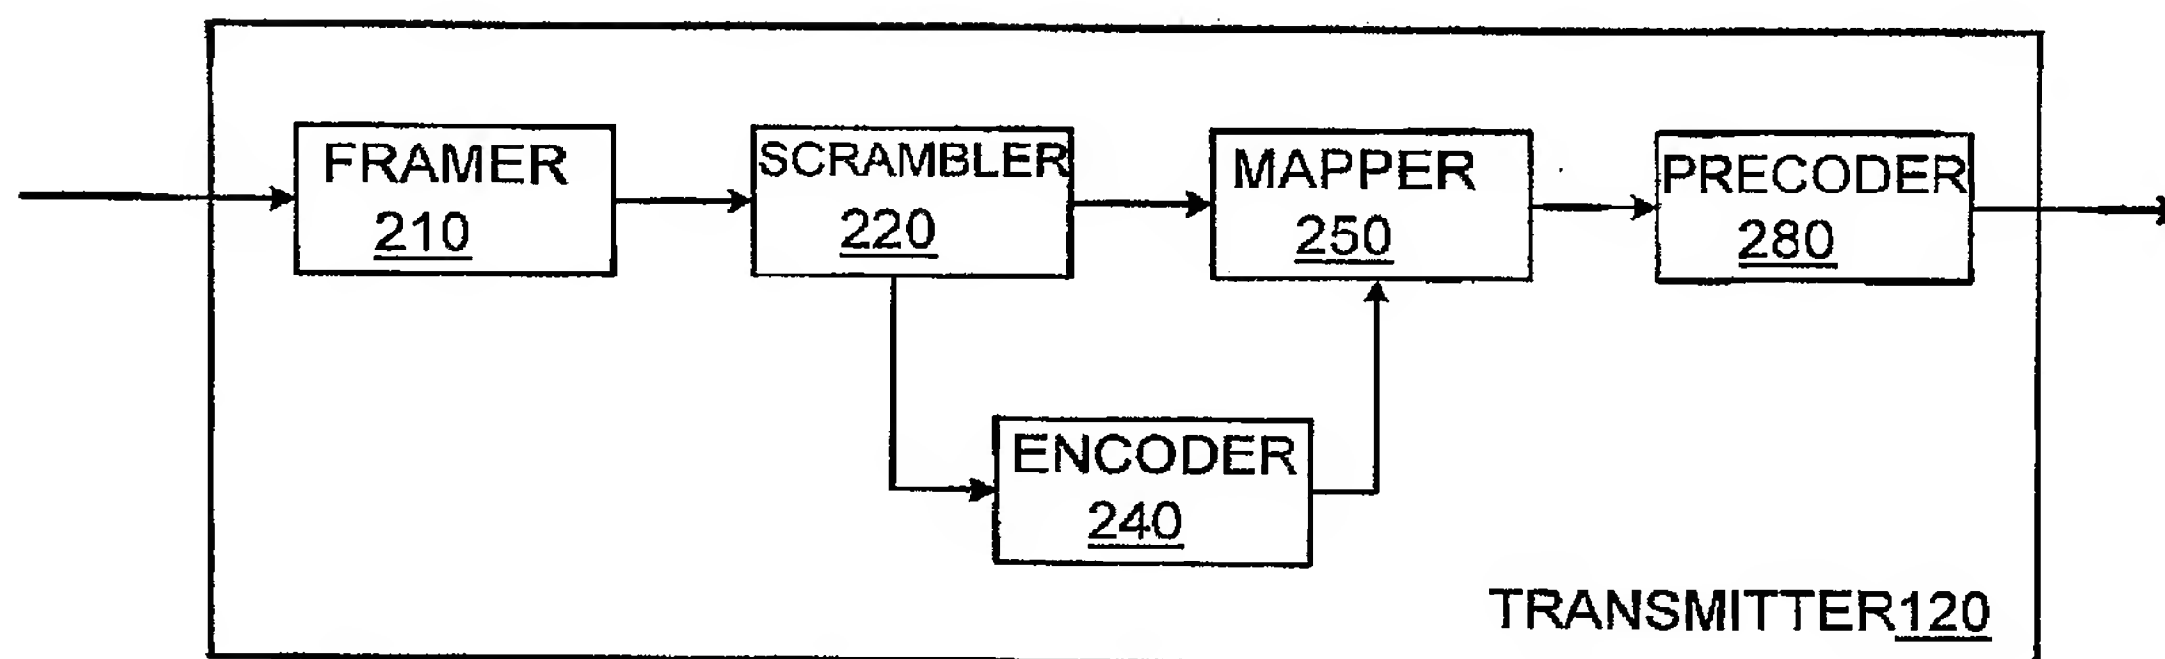 FRAMER
210
SCRAMBLER
220
MAPPER
250
PRECODER
280
ENCODER
240
TRANSMITTER120